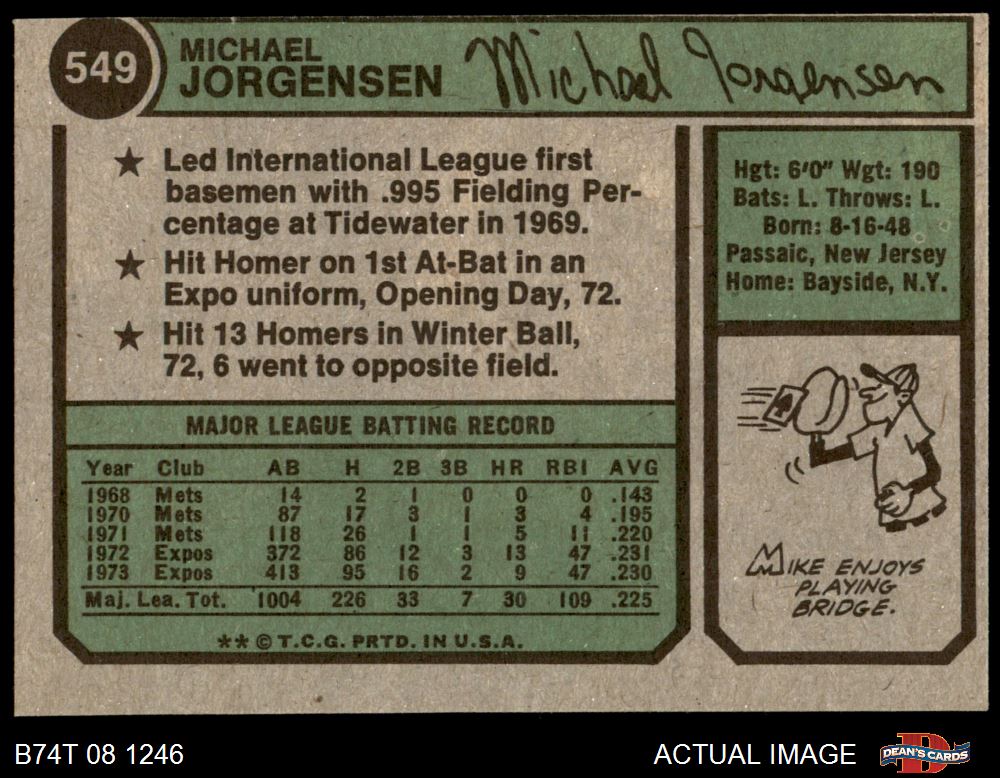 549
MICHAEL
JORGENSEN
Michael Jorgensen
★ Led International League first
basemen with .995 Fielding Per-
centage at Tidewater in 1969.
★ Hit Homer on 1st At-Bat in an
Expo uniform, Opening Day, 72.
★ Hit 13 Homers in Winter Ball,
72, 6 went to opposite field.
Hgt: 6'0" Wgt: 190
Bats: L. Throws: L.
Born: 8-16-48
Passaic, New Jersey
Home: Bayside, N.Y.
MAJOR LEAGUE BATTING RECORD
Year Club AB H 2B 3B HR RBI AVG
1968 Mets 14 2 1 0 0 0 .143
1970 Mets 87 17 3 1 3 4 .195
1971 Mets 118 26 1 1 5 11 .220
1972 Expos 372 86 12 3 13 47 .231
1973 Expos 413 95 16 2 9 47 .230
Maj. Lea. Tot. 1004 226 33 7 30 109 .225
** © T.C.G. PRTD. IN U.S.A.
MIKE ENJOYS
PLAYING
BRIDGE.
B74T 08 1246
ACTUAL IMAGE
D
DEAN'S CARDS